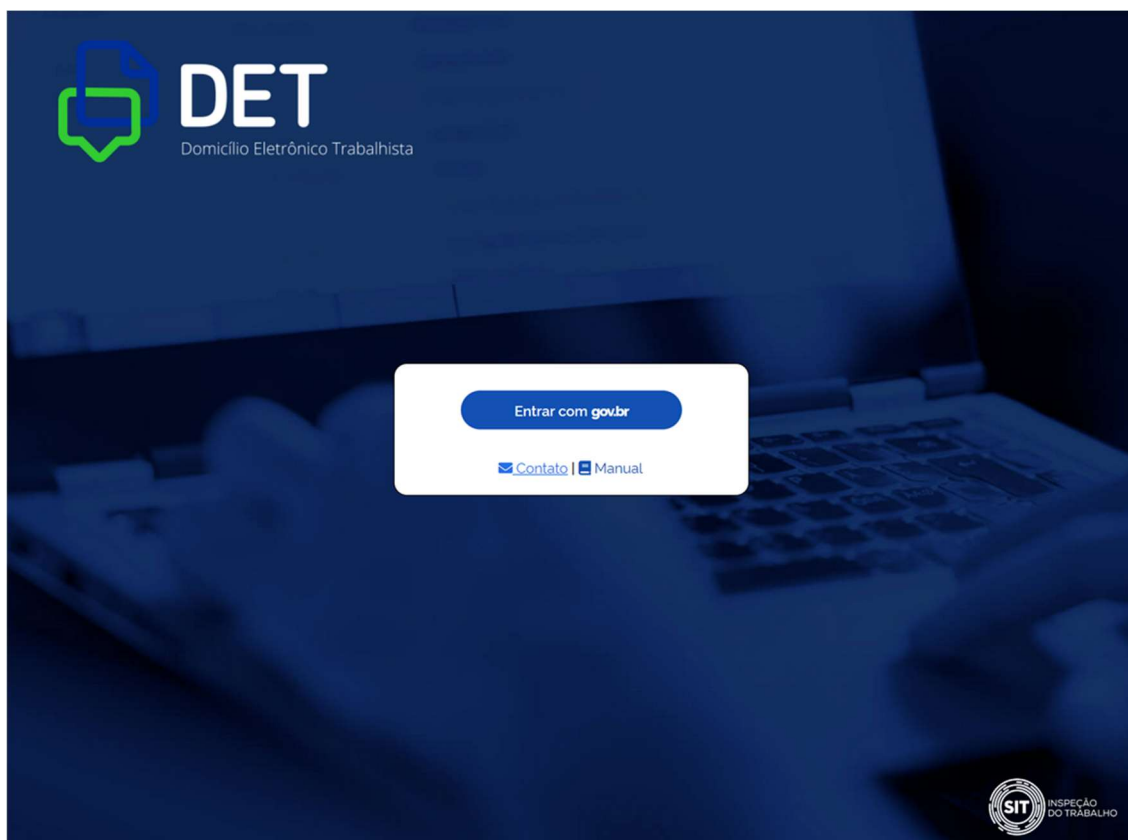 DET
Domicílio Eletrônico Trabalhista
Entrar com gov.br
Contato | Manual
SIT INSPEÇÃO
DO TRABALHO